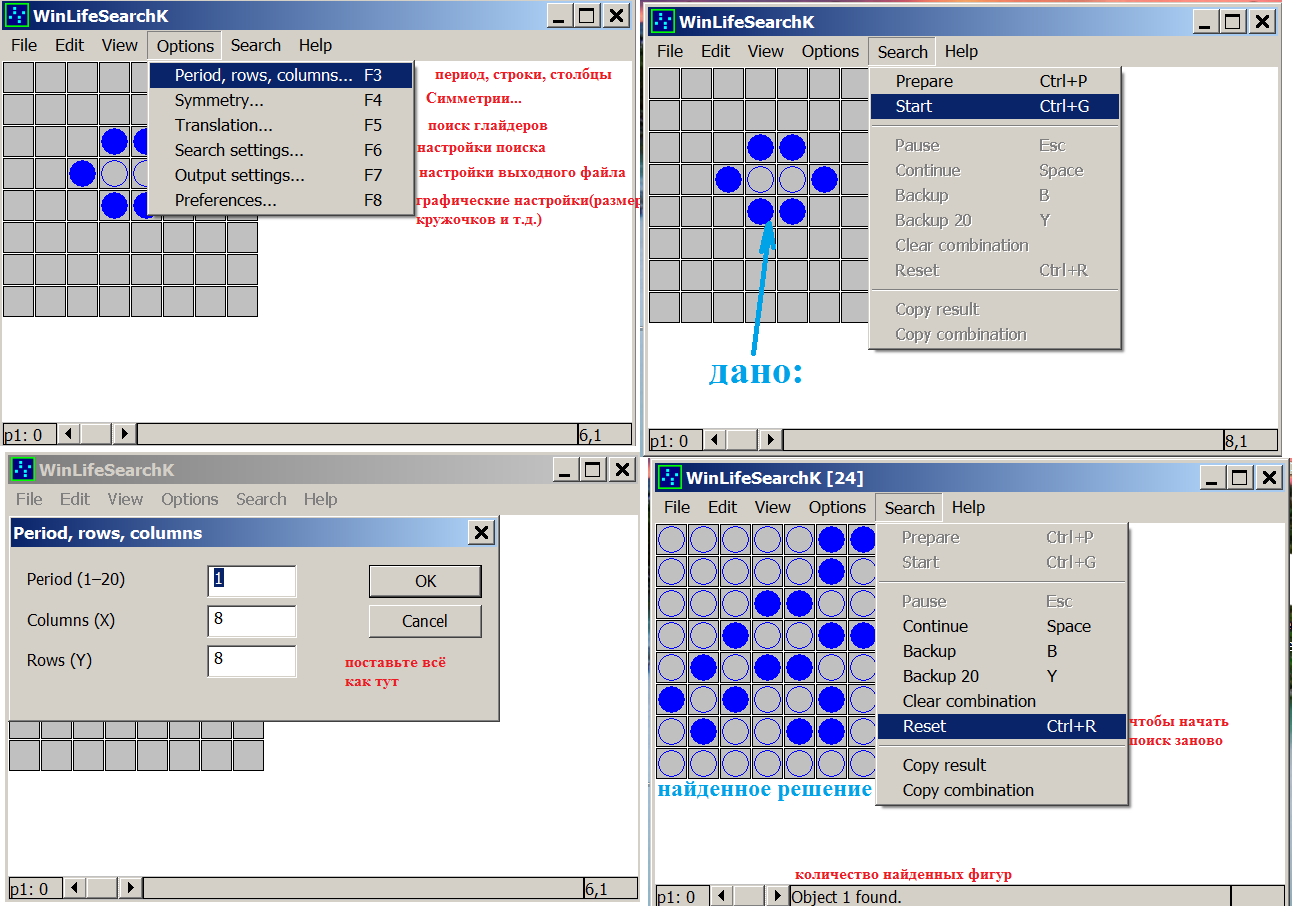 WinLifeSearchK
File Edit View Options Search Help
Period, rows, columns... F3
период, строки, столбцы
Symmetry... F4
Симметрии...
Translation... F5
поиск глайдеров
Search settings... F6
настройки поиска
Output settings... F7
настройки выходного файла
Preferences... F8
графические настройки(размер
кружочков и т.д.)
p1: 0
6,1
WinLifeSearchK
File Edit View Options Search Help
Prepare Ctrl+P
Start Ctrl+G
Pause Esc
Continue Space
Backup B
Backup 20 Y
Clear combination
Reset Ctrl+R
Copy result
Copy combination
дано:
p1: 0
8,1
WinLifeSearchK
File Edit View Options Search Help
Period, rows, columns
Period (1–20) 1 OK
Columns (X) 8 Cancel
Rows (Y) 8
поставьте всё
как тут
p1: 0
6,1
WinLifeSearchK [24]
File Edit View Options Search Help
Prepare Ctrl+P
Start Ctrl+G
Pause Esc
Continue Space
Backup B
Backup 20 Y
Clear combination
Reset Ctrl+R
чтобы начать
поиск заново
Copy result
Copy combination
найденное решение
количество найденных фигур
p1: 0
Object 1 found.